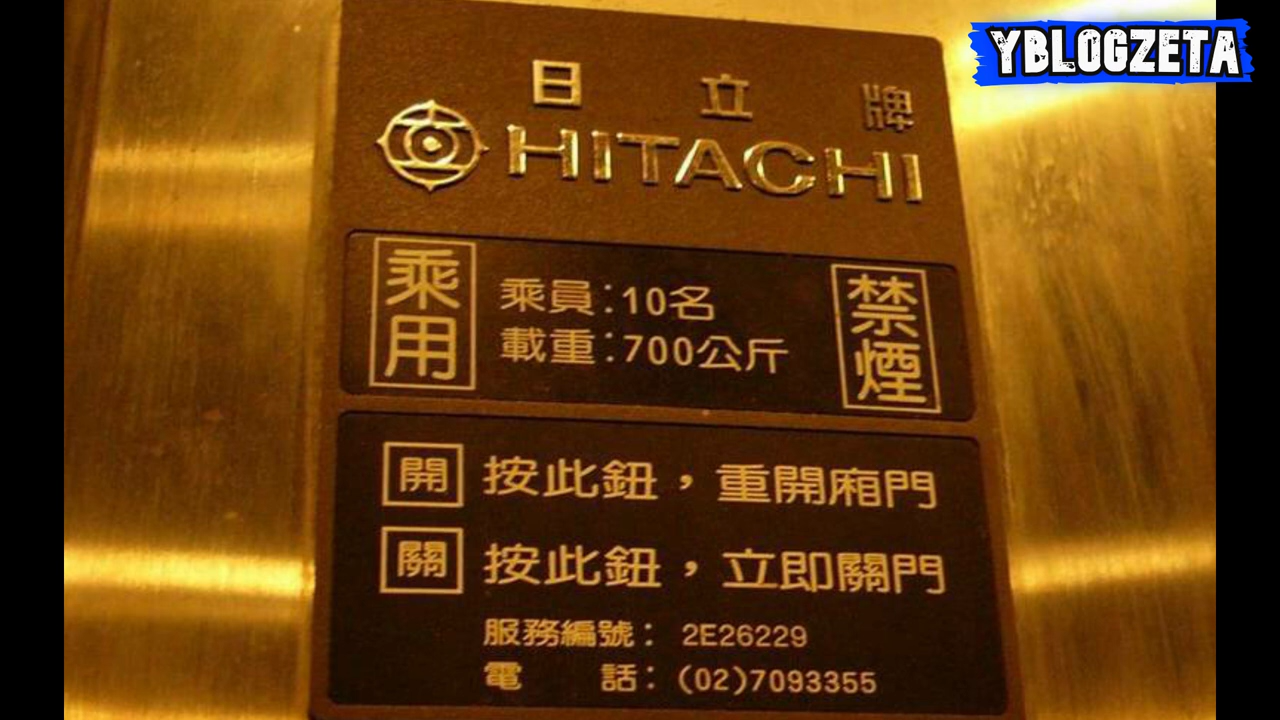 YBLOGZETA
日立牌
HITACHI
乘用
乘員:10名
載重:700公斤
禁煙
開 按此鈕，重開廂門
關 按此鈕，立即關門
服務編號: 2E26229
電話: (02)7093355